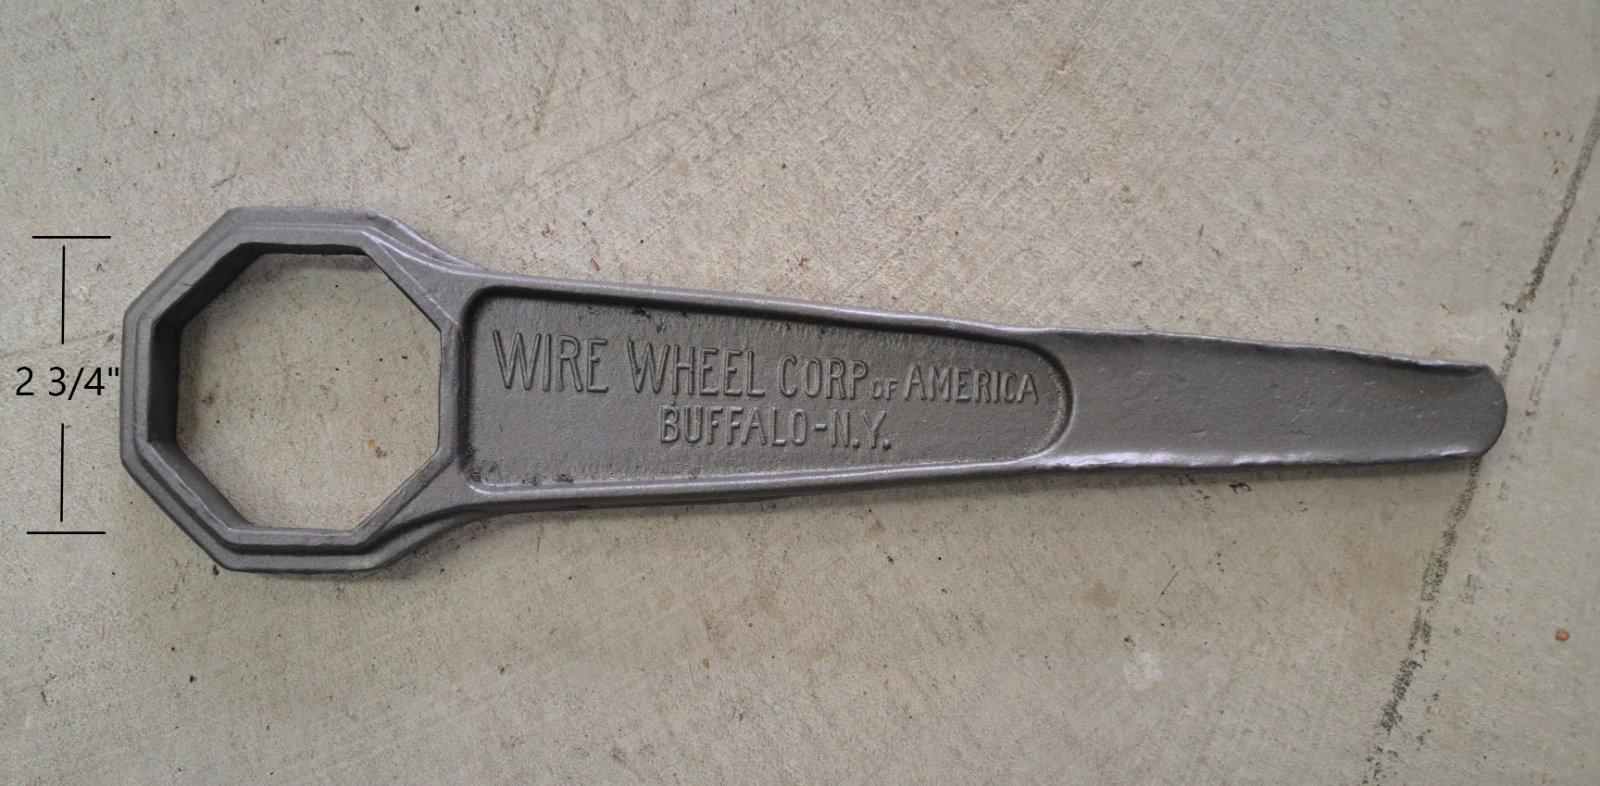 2 3/4"
WIRE WHEEL CORP OF AMERICA
BUFFALO-N.Y.